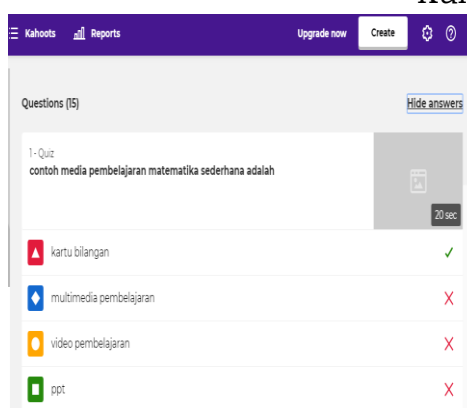 Kahoots Reports Upgrade now Create
Questions (15) Hide answers
1 - Quiz
contoh media pembelajaran matematika sederhana adalah
20 sec
kartu bilangan
multimedia pembelajaran
video pembelajaran
ppt